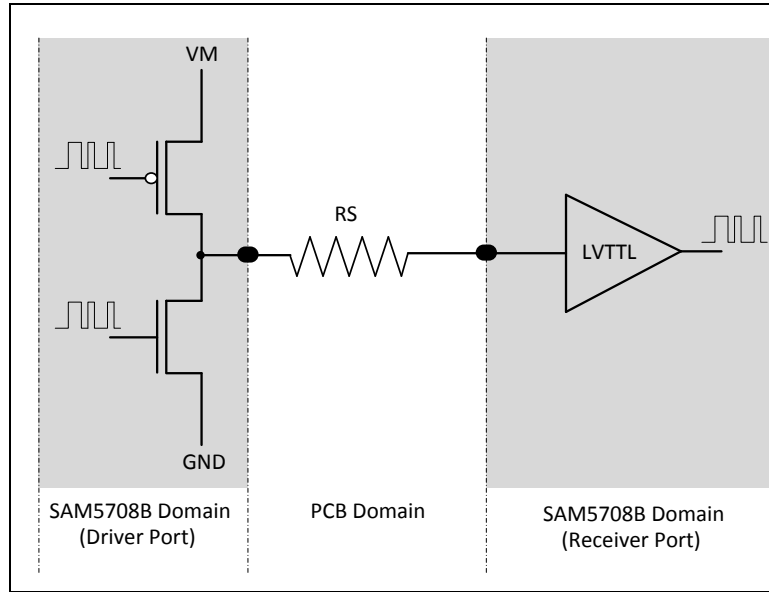 VM
RS
LVTTL
GND
SAM5708B Domain
(Driver Port)
PCB Domain
SAM5708B Domain
(Receiver Port)